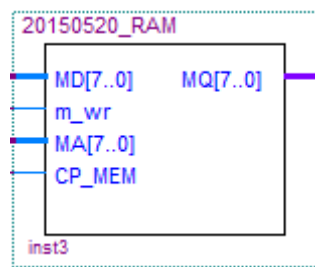 20150520_RAM
MD[7..0] MQ[7..0]
m_wr
MA[7..0]
CP_MEM
inst3